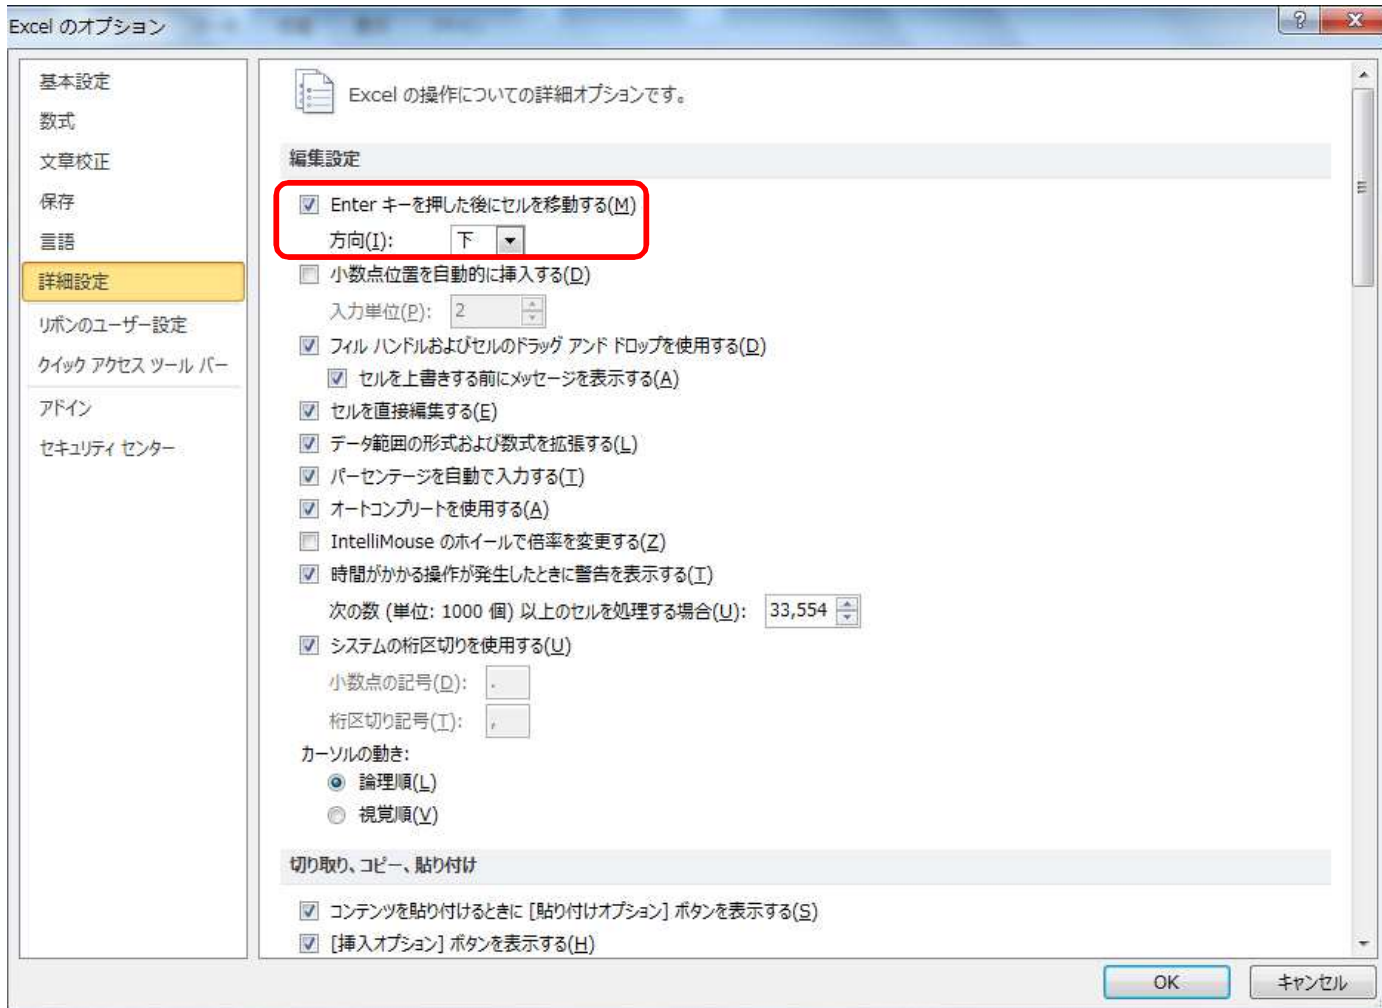 Excel のオプション
基本設定
数式
文章校正
保存
言語
詳細設定
リボンのユーザー設定
クイック アクセス ツール バー
アドイン
セキュリティ センター
Excel の操作についての詳細オプションです。
編集設定
Enter キーを押した後にセルを移動する(M)
方向(I): 下
小数点位置を自動的に挿入する(D)
入力単位(P): 2
フィル ハンドルおよびセルのドラッグ アンド ドロップを使用する(D)
セルを上書きする前にメッセージを表示する(A)
セルを直接編集する(E)
データ範囲の形式および数式を拡張する(L)
パーセンテージを自動で入力する(T)
オートコンプリートを使用する(A)
IntelliMouse のホイールで倍率を変更する(Z)
時間がかかる操作が発生したときに警告を表示する(T)
次の数 (単位: 1000 個) 以上のセルを処理する場合(U): 33,554
システムの桁区切りを使用する(U)
小数点の記号(D): .
桁区切り記号(T): ,
カーソルの動き:
論理順(L)
視覚順(V)
切り取り、コピー、貼り付け
コンテンツを貼り付けるときに [貼り付けオプション] ボタンを表示する(S)
[挿入オプション] ボタンを表示する(H)
OK キャンセル